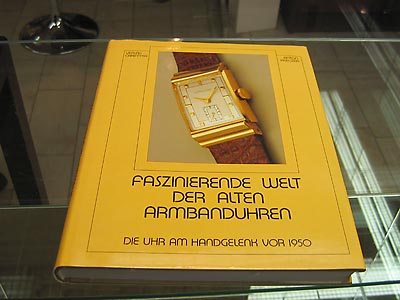 FASZINIERENDE WELT
DER ALTEN
ARMBANDUHREN
DIE UHR AM HANDGELENK VOR 1950